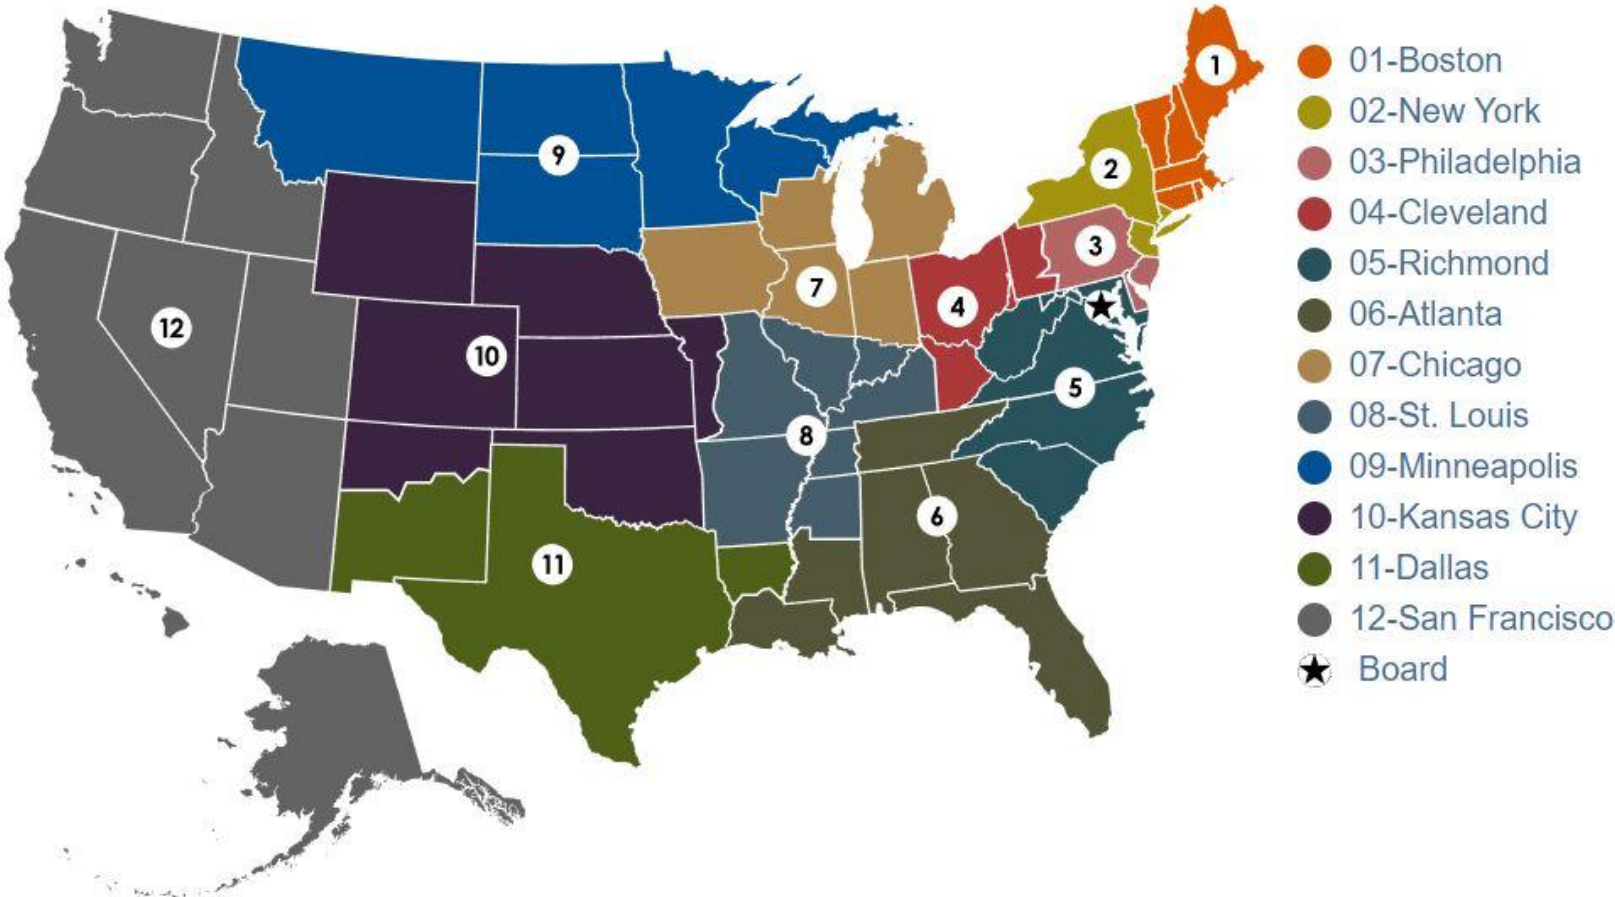 1
2
3
4
5
6
7
8
9
10
11
12
01-Boston
02-New York
03-Philadelphia
04-Cleveland
05-Richmond
06-Atlanta
07-Chicago
08-St. Louis
09-Minneapolis
10-Kansas City
11-Dallas
12-San Francisco
Board